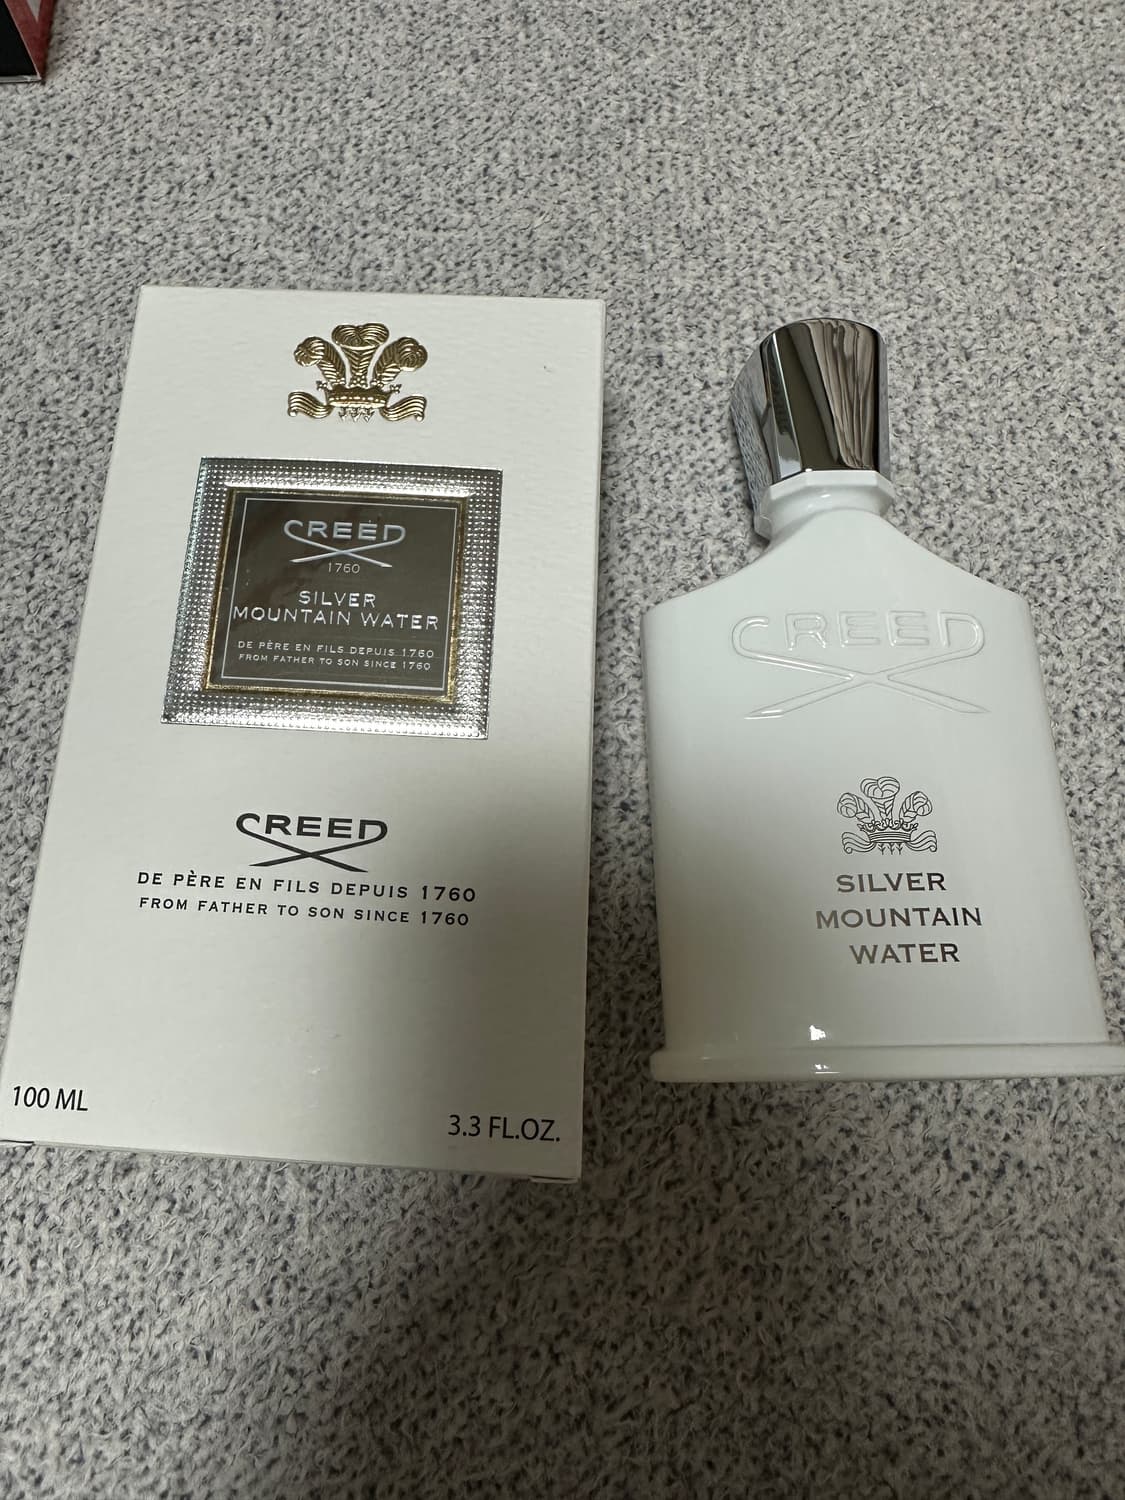 CREED
1760
SILVER
MOUNTAIN WATER
DE PÈRE EN FILS DEPUIS 1760
FROM FATHER TO SON SINCE 1760
CREED
DE PÈRE EN FILS DEPUIS 1760
FROM FATHER TO SON SINCE 1760
100 ML
3.3 FL.OZ.
CREED
SILVER
MOUNTAIN
WATER